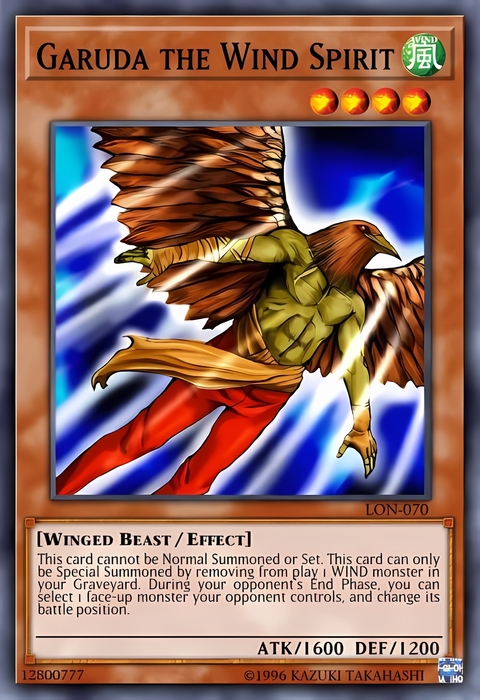 GARUDA THE WIND SPIRIT
WIND
風
LON-070
[WINGED BEAST / EFFECT]
This card cannot be Normal Summoned or Set. This card can only
be Special Summoned by removing from play 1 WIND monster in
your Graveyard. During your opponent's End Phase, you can
select 1 face-up monster your opponent controls, and change its
battle position.
ATK/1600 DEF/1200
12800777
©1996 KAZUKI TAKAHASHI